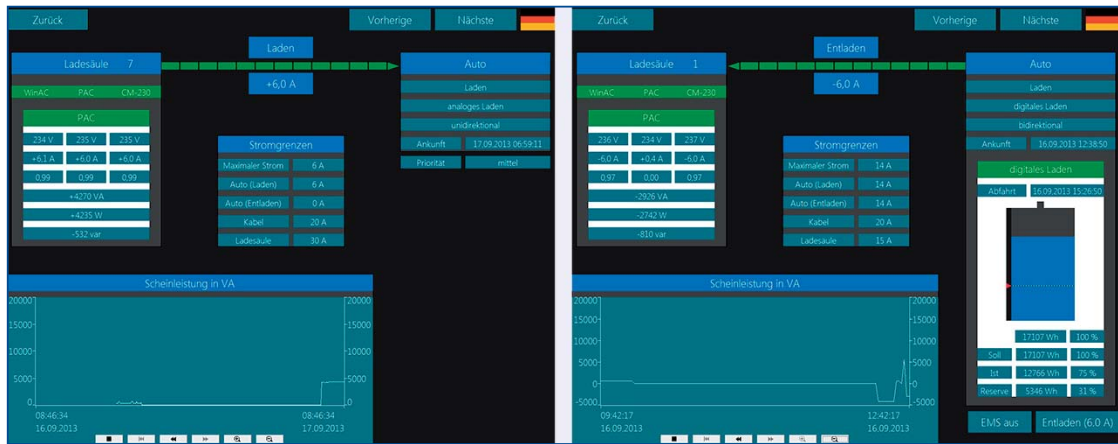 Zurück Vorherige Nächste
Laden
Ladesäule 7 Auto
+6,0 A
Laden
WinAC PAC CM-230
analoges Laden
PAC
unidirektional
234 V 235 V 235 V
Stromgrenzen
Ankunft 17.09.2013 06:59:11
+6,1 A +6,0 A +6,0 A
Maximaler Strom 6 A
Priorität mittel
0,99 0,99 0,99
Auto (Laden) 6 A
+4270 VA
Auto (Entladen) 0 A
+4235 W
Kabel 20 A
-532 var
Ladesäule 30 A
Scheinleistung in VA
20000 20000
15000 15000
10000 10000
5000 5000
0 0
08:46:34 08:46:34
16.09.2013 17.09.2013
Zurück Vorherige Nächste
Entladen
Ladesäule 1 Auto
-6,0 A
Laden
WinAC PAC CM-230
digitales Laden
PAC
bidirektional
236 V 234 V 237 V
Stromgrenzen
Ankunft 16.09.2013 12:38:50
-6,0 A +0,4 A -6,0 A
Maximaler Strom 14 A
digitales Laden
0,97 0,00 0,97
Auto (Laden) 14 A
Abfahrt 16.09.2013 15:26:50
-2926 VA
Auto (Entladen) 14 A
-2742 W
Kabel 20 A
-810 var
Ladesäule 15 A
Scheinleistung in VA
20000 20000
15000 15000
10000 10000
5000 5000
0 0
-5000 -5000
09:42:17 12:42:17
16.09.2013 16.09.2013
17107 Wh 100 %
Soll 17107 Wh 100 %
Ist 12766 Wh 75 %
Reserve 5346 Wh 31 %
EMS aus Entladen (6,0 A)